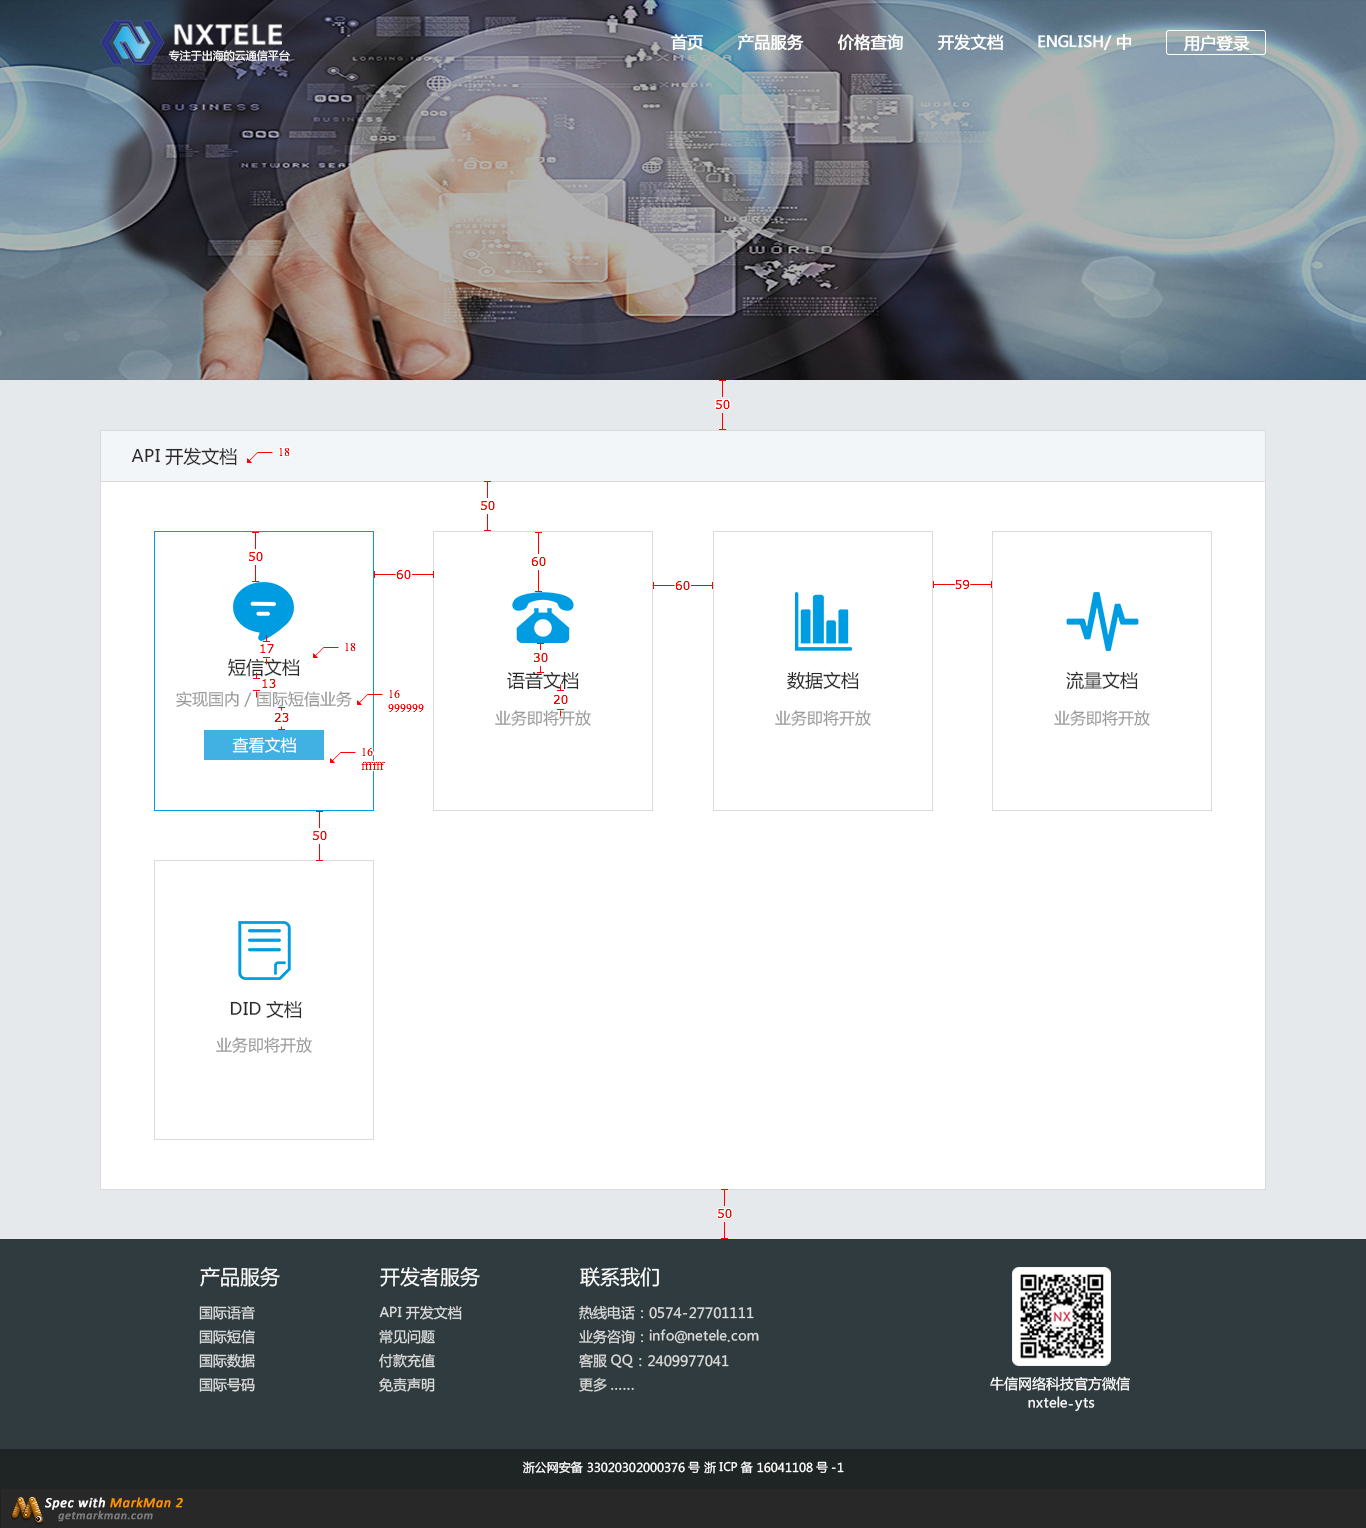 NXTELE
专注于出海的云通信平台
首页 产品服务 价格查询 开发文档 ENGLISH/ 中 用户登录
BUSINESS
BUSINESS
NETWORK
XMEDIA
WORLD
WORLD
WORLD
50
API 开发文档
18
50
50
60
60
60
59
17
短信文档
18
13
实现国内 / 国际短信业务
16
999999
23
查看文档
16
ffffff
30
语音文档
20
业务即将开放
数据文档
业务即将开放
流量文档
业务即将开放
50
DID 文档
业务即将开放
50
产品服务
国际语音
国际短信
国际数据
国际号码
开发者服务
API 开发文档
常见问题
付款充值
免责声明
联系我们
热线电话：0574-27701111
业务咨询：info@netele.com
客服 QQ：2409977041
更多 ......
NX
牛信网络科技官方微信
nxtele-yts
浙公网安备 33020302000376 号 浙 ICP 备 16041108 号 -1
Spec with MarkMan 2
getmarkman.com